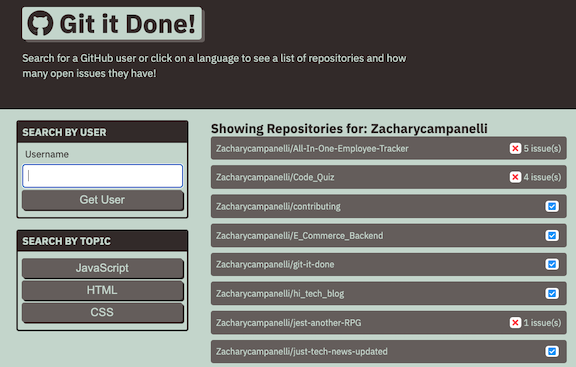 Git it Done!
Search for a GitHub user or click on a language to see a list of repositories and how
many open issues they have!
SEARCH BY USER
Username
Get User
SEARCH BY TOPIC
JavaScript
HTML
CSS
Showing Repositories for: Zacharycampanelli
Zacharycampanelli/All-In-One-Employee-Tracker 5 issue(s)
Zacharycampanelli/Code_Quiz 4 issue(s)
Zacharycampanelli/contributing
Zacharycampanelli/E_Commerce_Backend
Zacharycampanelli/git-it-done
Zacharycampanelli/hi_tech_blog
Zacharycampanelli/jest-another-RPG 1 issue(s)
Zacharycampanelli/just-tech-news-updated